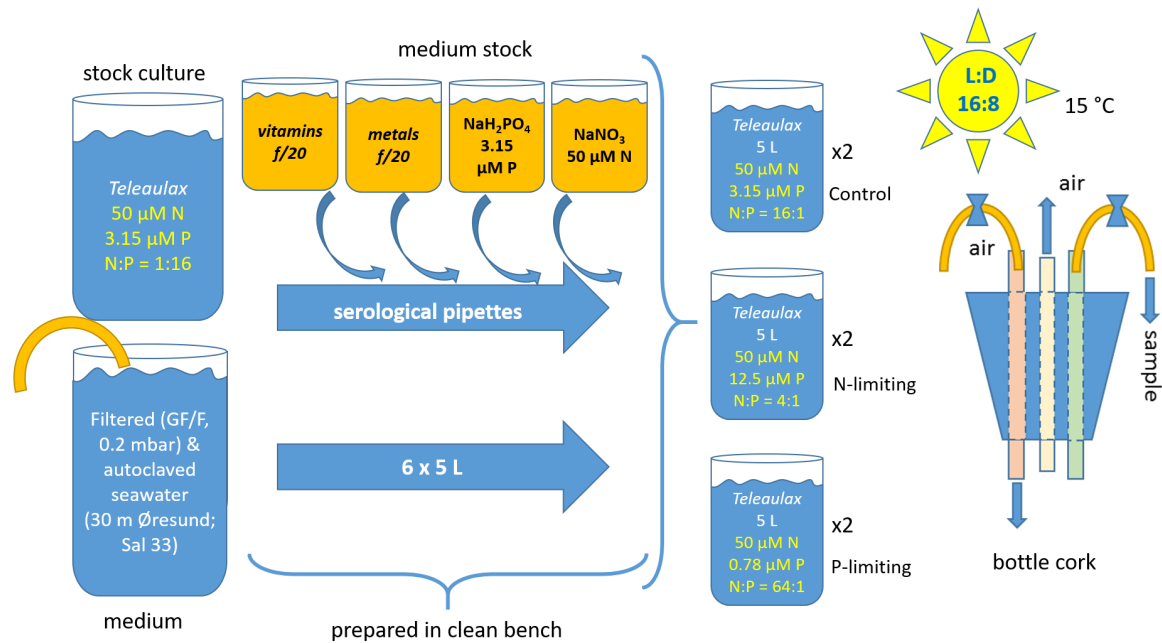 stock culture
Teleaulax
50 µM N
3.15 µM P
N:P = 1:16
Filtered (GF/F,
0.2 mbar) &
autoclaved
seawater
(30 m Øresund;
Sal 33)
medium
medium stock
vitamins
f/20
metals
f/20
NaH₂PO₄
3.15
µM P
NaNO₃
50 µM N
serological pipettes
6 x 5 L
prepared in clean bench
Teleaulax
5 L
50 µM N
3.15 µM P
N:P = 16:1
x2
Control
Teleaulax
5 L
50 µM N
12.5 µM P
N:P = 4:1
x2
N-limiting
Teleaulax
5 L
50 µM N
0.78 µM P
N:P = 64:1
x2
P-limiting
L:D
16:8
15 °C
air
air
sample
bottle cork